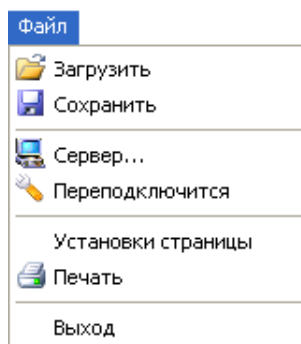 Файл
Загрузить
Сохранить
Сервер...
Переподключится
Установки страницы
Печать
Выход